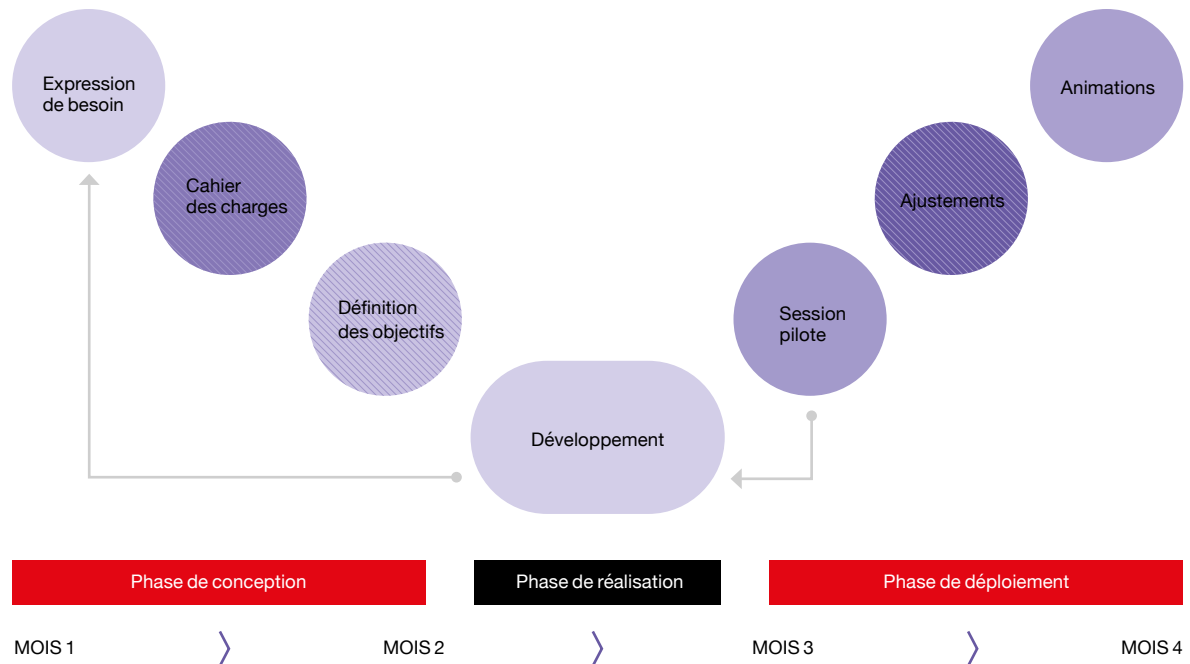 Expression
de besoin
Cahier
des charges
Définition
des objectifs
Développement
Session
pilote
Ajustements
Animations
Phase de conception
Phase de réalisation
Phase de déploiement
MOIS 1
MOIS 2
MOIS 3
MOIS 4